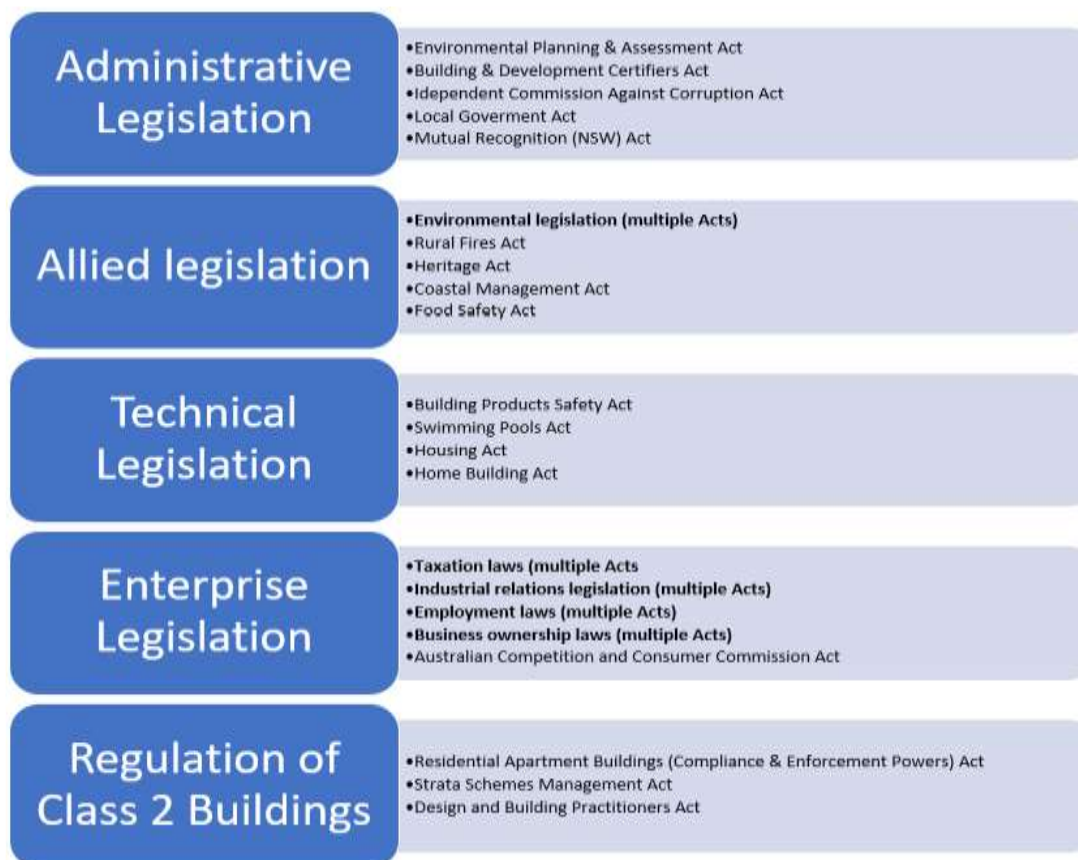 Administrative
Legislation
•Environmental Planning & Assessment Act
•Building & Development Certifiers Act
•Idependent Commission Against Corruption Act
•Local Goverment Act
•Mutual Recognition (NSW) Act
Allied legislation
•Environmental legislation (multiple Acts)
•Rural Fires Act
•Heritage Act
•Coastal Management Act
•Food Safety Act
Technical
Legislation
•Building Products Safety Act
•Swimming Pools Act
•Housing Act
•Home Building Act
Enterprise
Legislation
•Taxation laws (multiple Acts
•Industrial relations legislation (multiple Acts)
•Employment laws (multiple Acts)
•Business ownership laws (multiple Acts)
•Australian Competition and Consumer Commission Act
Regulation of
Class 2 Buildings
•Residential Apartment Buildings (Compliance & Enforcement Powers) Act
•Strata Schemes Management Act
•Design and Building Practitioners Act